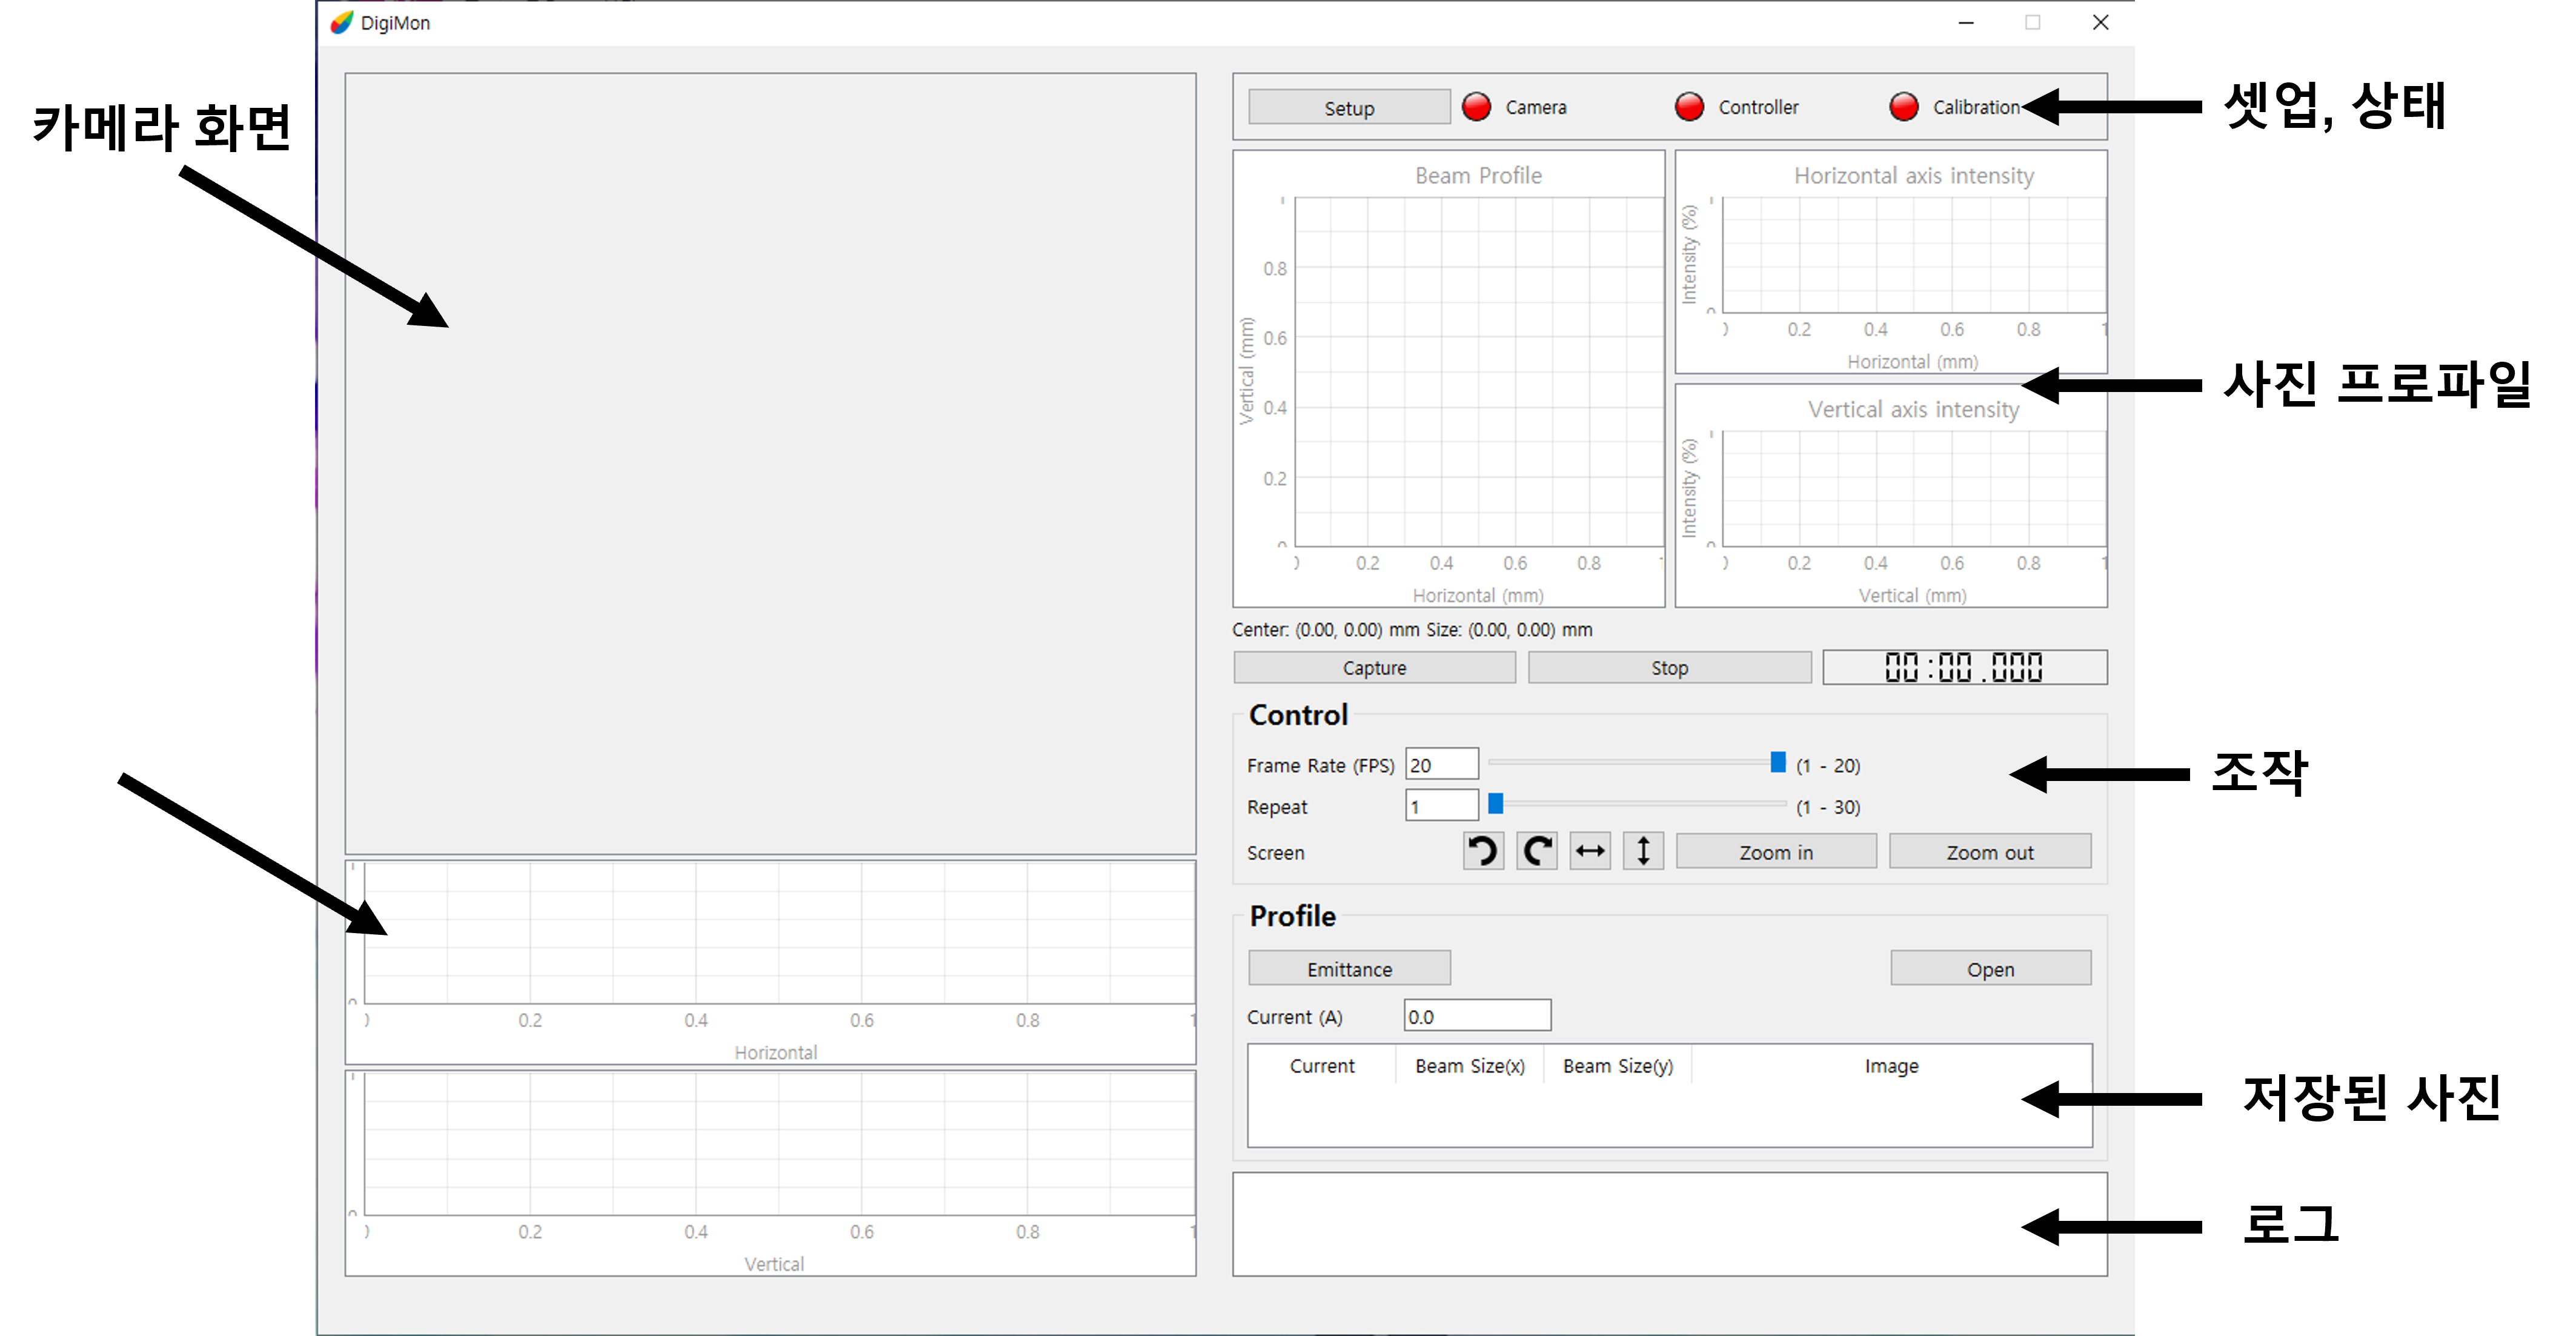 DigiMon
카메라 화면
Setup
Camera
Controller
Calibration
셋업, 상태
Beam Profile
0.8
0.6
0.4
0.2
0
1
Vertical (mm)
0.2
0.4
0.6
0.8
Horizontal (mm)
Horizontal axis intensity
Intensity (%)
0.2
0.4
0.6
0.8
1
Horizontal (mm)
사진 프로파일
Vertical axis intensity
Intensity (%)
0.2
0.4
0.6
0.8
1
Vertical (mm)
Center: (0.00, 0.00) mm Size: (0.00, 0.00) mm
Capture
Stop
00:00.000
Control
Frame Rate (FPS)
20
(1 - 20)
조작
Repeat
1
(1 - 30)
Screen
Zoom in
Zoom out
0.2
0.4
0.6
0.8
1
Horizontal
Profile
Emittance
Open
Current (A)
0.0
Current
Beam Size(x)
Beam Size(y)
Image
저장된 사진
0.2
0.4
0.6
0.8
1
Vertical
로그